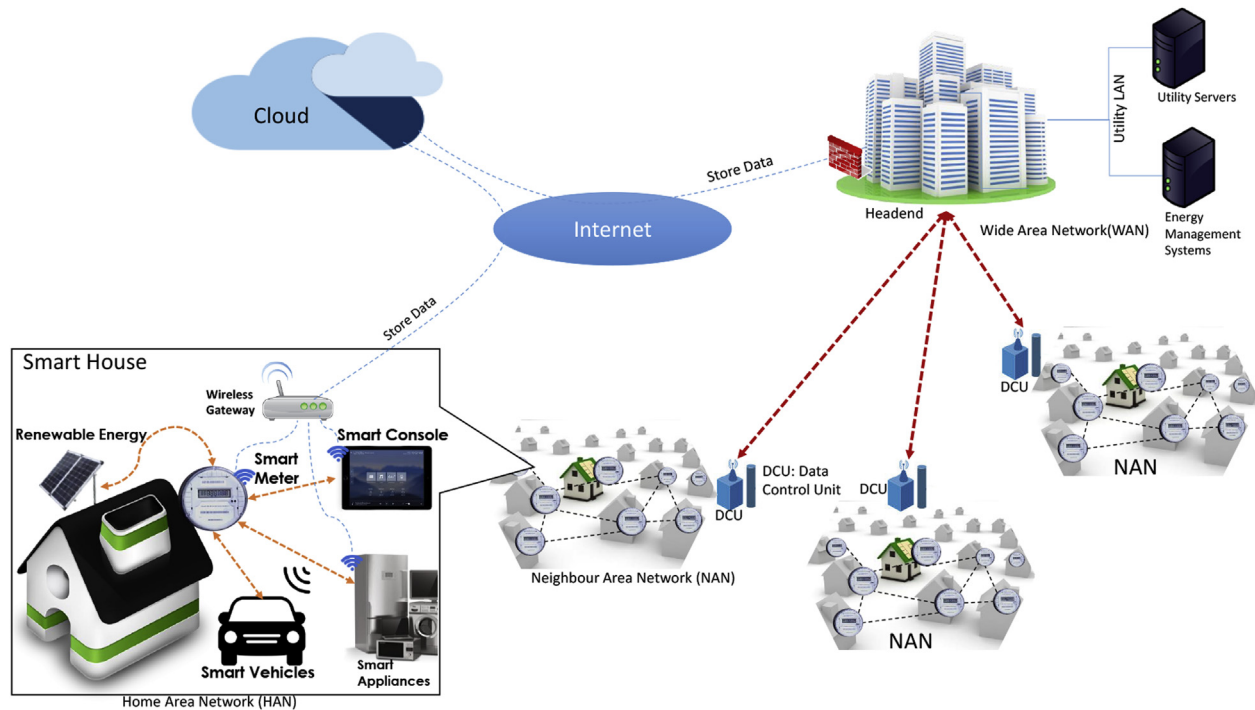 Cloud
Utility LAN
Utility Servers
Store Data
Internet
Headend
Wide Area Network(WAN)
Energy
Management
Systems
Store Data
Smart House
Wireless
Gateway
Renewable Energy
Smart
Meter
Smart Console
Smart Vehicles
Smart
Appliances
Home Area Network (HAN)
DCU
DCU: Data
Control Unit
Neighbour Area Network (NAN)
DCU
NAN
DCU
NAN